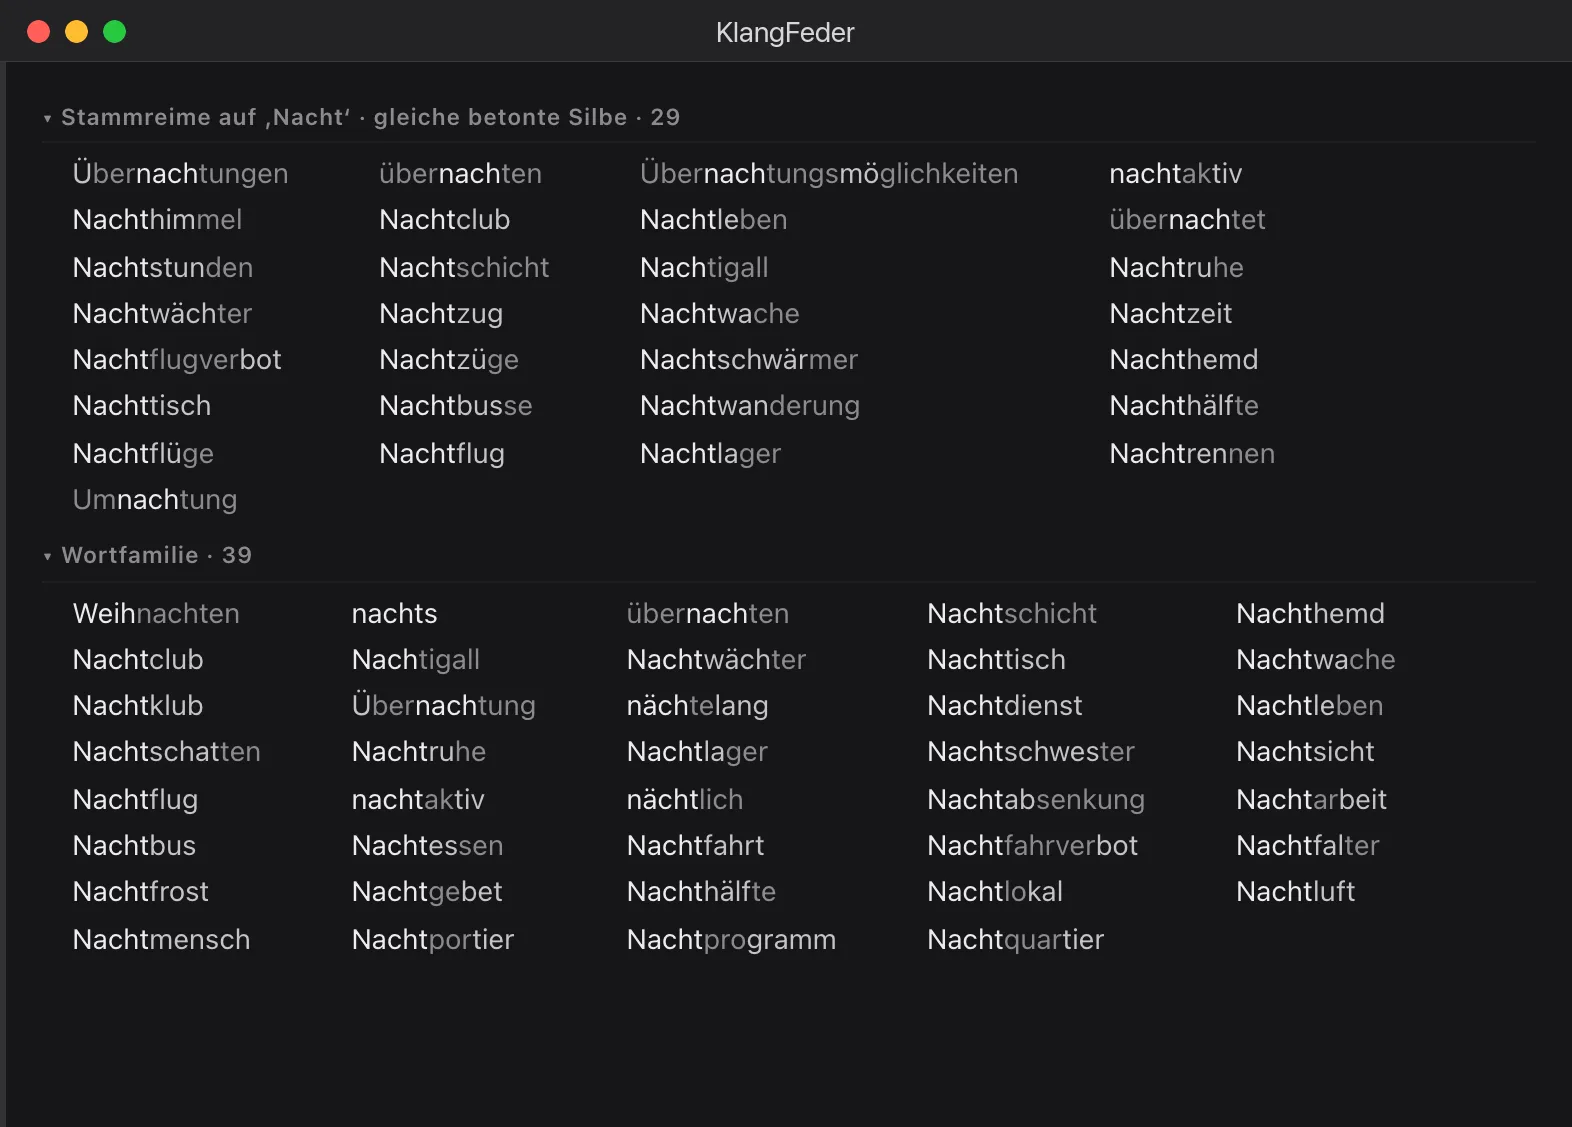 KlangFeder
▾ Stammreime auf ‚Nacht‘ · gleiche betonte Silbe · 29
Übernachtungen übernachten Übernachtungsmöglichkeiten nachtaktiv
Nachthimmel Nachtclub Nachtleben übernachtet
Nachtstunden Nachtschicht Nachtigall Nachtruhe
Nachtwächter Nachtzug Nachtwache Nachtzeit
Nachtflugverbot Nachtzüge Nachtschwärmer Nachthemd
Nachttisch Nachtbusse Nachtwanderung Nachthälfte
Nachtflüge Nachtflug Nachtlager Nachtrennen
Umnachtung
▾ Wortfamilie · 39
Weihnachten nachts übernachten Nachtschicht Nachthemd
Nachtclub Nachtigall Nachtwächter Nachttisch Nachtwache
Nachtklub Übernachtung nächtelang Nachtdienst Nachtleben
Nachtschatten Nachtruhe Nachtlager Nachtschwester Nachtsicht
Nachtflug nachtaktiv nächtlich Nachtabsenkung Nachtarbeit
Nachtbus Nachtessen Nachtfahrt Nachtfahrverbot Nachtfalter
Nachtfrost Nachtgebet Nachthälfte Nachtlokal Nachtluft
Nachtmensch Nachtportier Nachtprogramm Nachtquartier